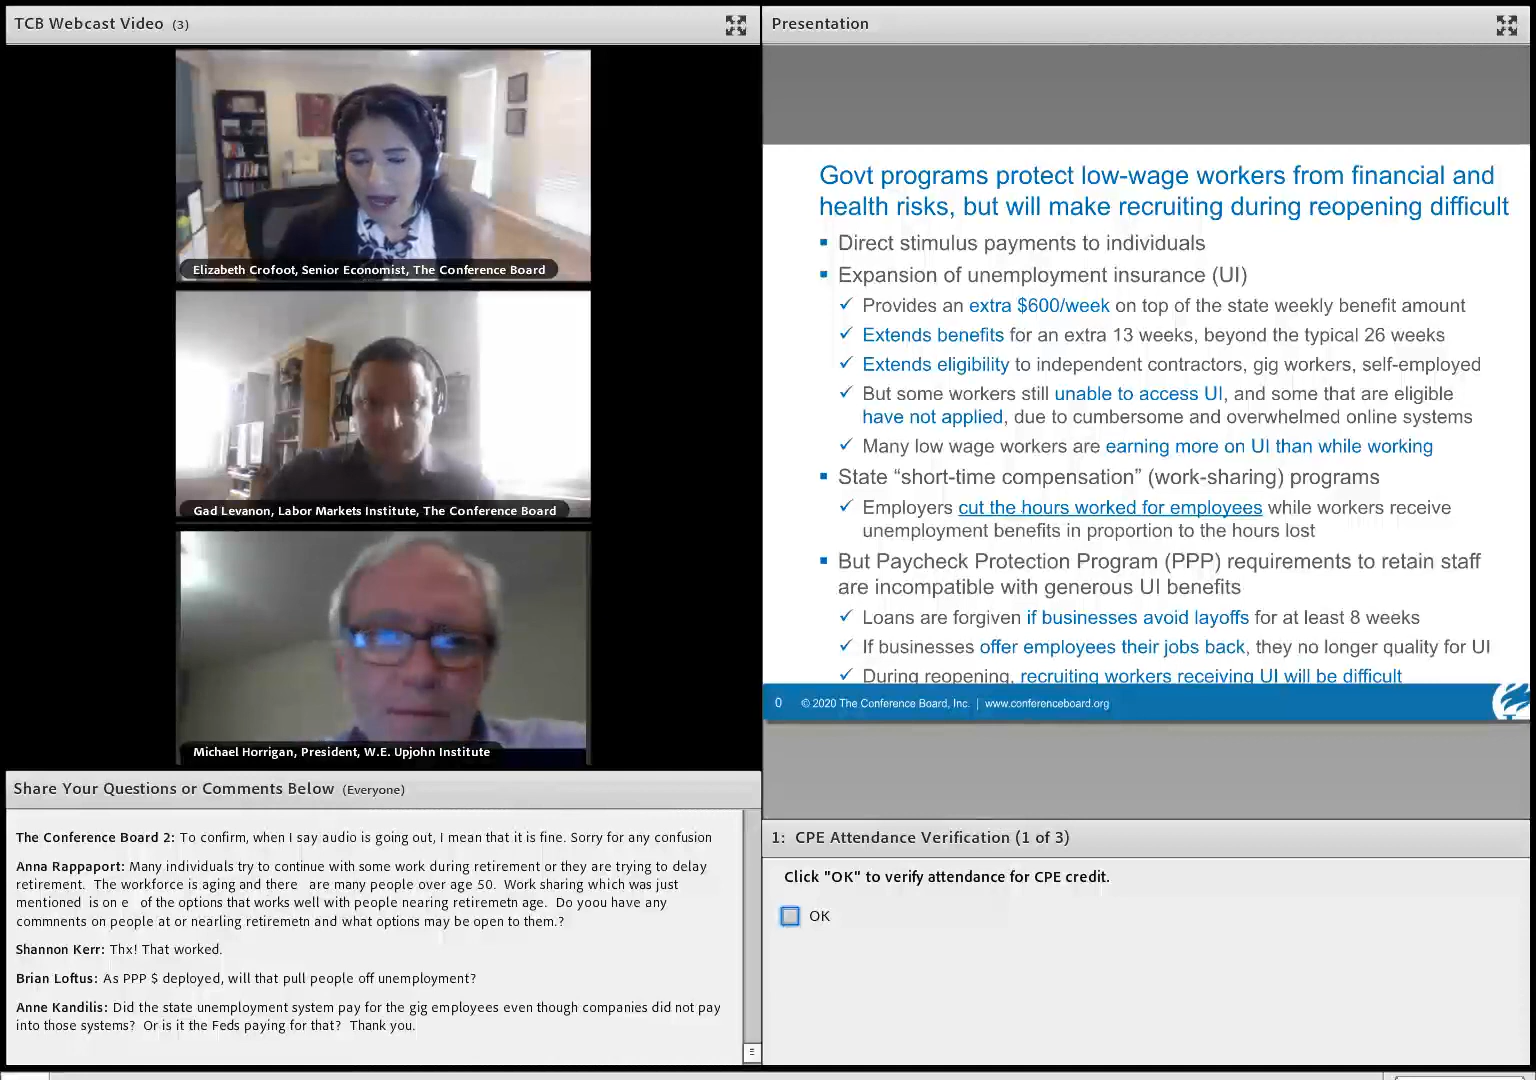 TCB Webcast Video (3)
Elizabeth Crofoot, Senior Economist, The Conference Board
Gad Levanon, Labor Markets Institute, The Conference Board
Michael Horrigan, President, W.E. Upjohn Institute
Share Your Questions or Comments Below (Everyone)
The Conference Board 2: To confirm, when I say audio is going out, I mean that it is fine. Sorry for any confusion
Anna Rappaport: Many individuals try to continue with some work during retirement or they are trying to delay
retirement. The workforce is aging and there are many people over age 50. Work sharing which was just
mentioned is on e of the options that works well with people nearing retiremetn age. Do yoou have any
commcnts on people at or nearling retiremetn and what options may be open to them.?
Shannon Kerr: Thx! That worked.
Brian Loftus: As PPP $ deployed, will that pull people off unemployment?
Anne Kandilis: Did the state unemployment system pay for the gig employees even though companies did not pay
into those systems? Or is it the Feds paying for that? Thank you.
Presentation
Govt programs protect low-wage workers from financial and
health risks, but will make recruiting during reopening difficult
▪ Direct stimulus payments to individuals
▪ Expansion of unemployment insurance (UI)
✓ Provides an extra $600/week on top of the state weekly benefit amount
✓ Extends benefits for an extra 13 weeks, beyond the typical 26 weeks
✓ Extends eligibility to independent contractors, gig workers, self-employed
✓ But some workers still unable to access UI, and some that are eligible
have not applied, due to cumbersome and overwhelmed online systems
✓ Many low wage workers are earning more on UI than while working
▪ State “short-time compensation” (work-sharing) programs
✓ Employers cut the hours worked for employees while workers receive
unemployment benefits in proportion to the hours lost
▪ But Paycheck Protection Program (PPP) requirements to retain staff
are incompatible with generous UI benefits
✓ Loans are forgiven if businesses avoid layoffs for at least 8 weeks
✓ If businesses offer employees their jobs back, they no longer quality for UI
✓ During reopening, recruiting workers receiving UI will be difficult
0 © 2020 The Conference Board, Inc. | www.conferenceboard.org
1: CPE Attendance Verification (1 of 3)
Click "OK" to verify attendance for CPE credit.
OK